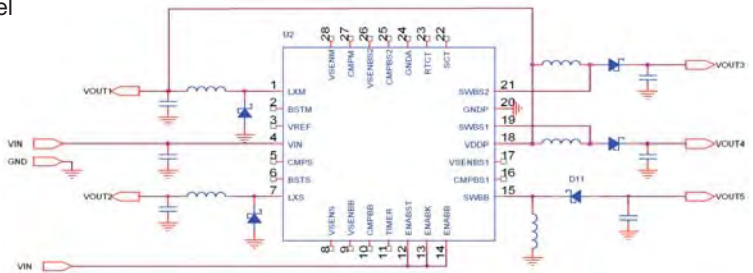 el
U2
28
27
26
25
24
23
22
VSENM
CMPM
VSENBS2
CMPBS2
GNDA
RTCT
SCT
VOUT1
1
LXM
2
BSTM
3
VREF
VIN
4
VIN
GND
5
CMPS
6
BSTS
VOUT2
7
LXS
SWBS2
21
VOUT3
GNDP
20
SWBS1
19
VDDP
18
VOUT4
VSENBS1
17
CMPBS1
16
SWBB
15
D11
VOUT5
VSENS
VSENBB
CMPBB
TIMER
ENABST
ENABK
ENABB
8
9
10
11
12
13
14
VIN